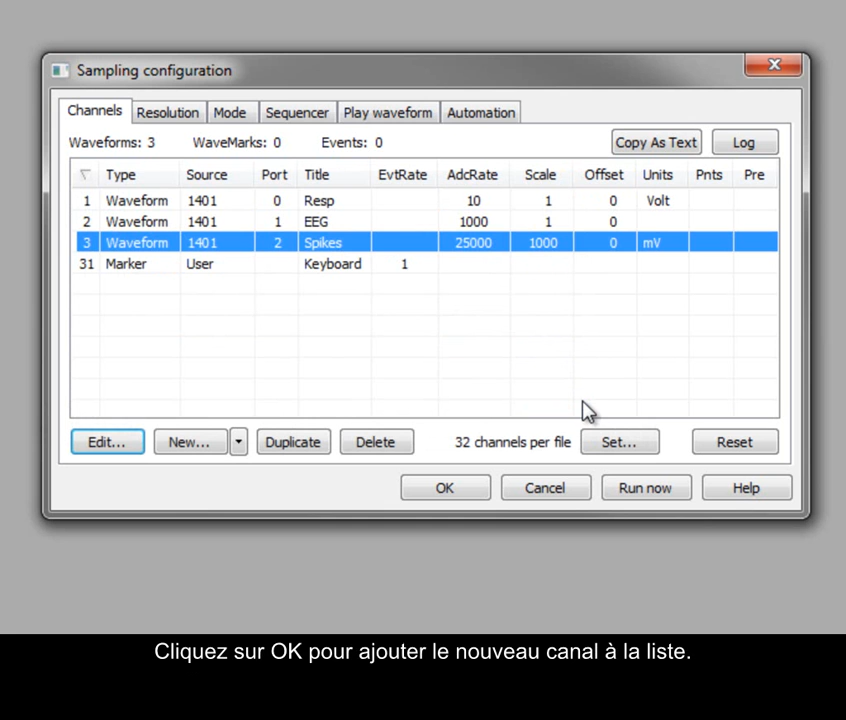 Sampling configuration
Channels Resolution Mode Sequencer Play waveform Automation
Waveforms: 3 WaveMarks: 0 Events: 0 Copy As Text Log
Type Source Port Title EvtRate AdcRate Scale Offset Units Pnts Pre
1 Waveform 1401 0 Resp 10 1 0 Volt
2 Waveform 1401 1 EEG 1000 1 0
3 Waveform 1401 2 Spikes 25000 1000 0 mV
31 Marker User Keyboard 1
Edit... New... Duplicate Delete 32 channels per file Set... Reset
OK Cancel Run now Help
Cliquez sur OK pour ajouter le nouveau canal à la liste.